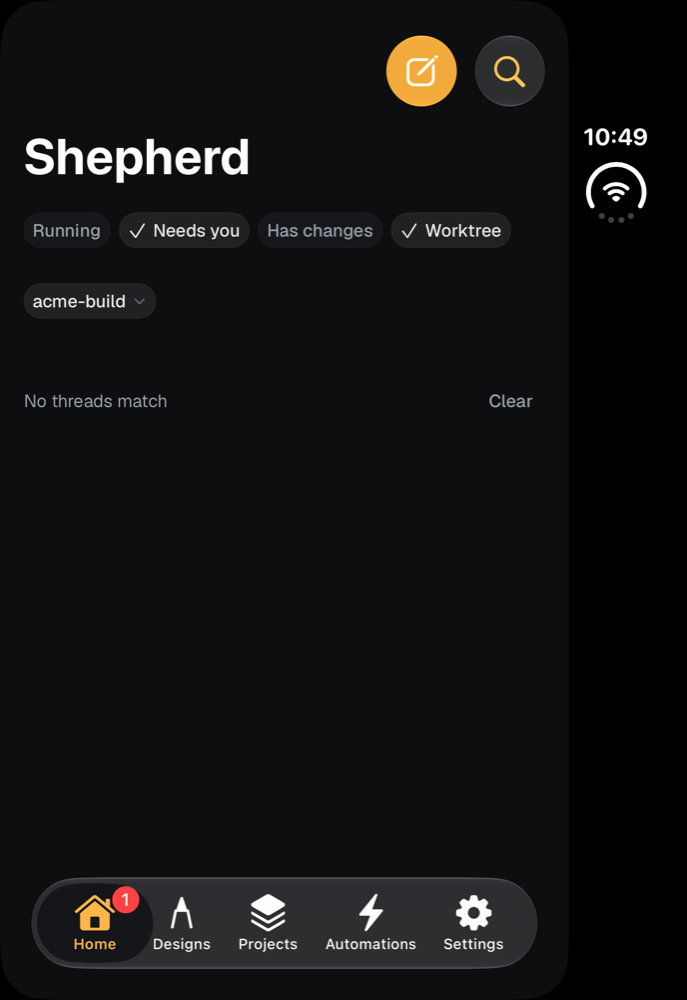 Shepherd
10:49
Running
Needs you
Has changes
Worktree
acme-build
No threads match
Clear
1
Home
Designs
Projects
Automations
Settings